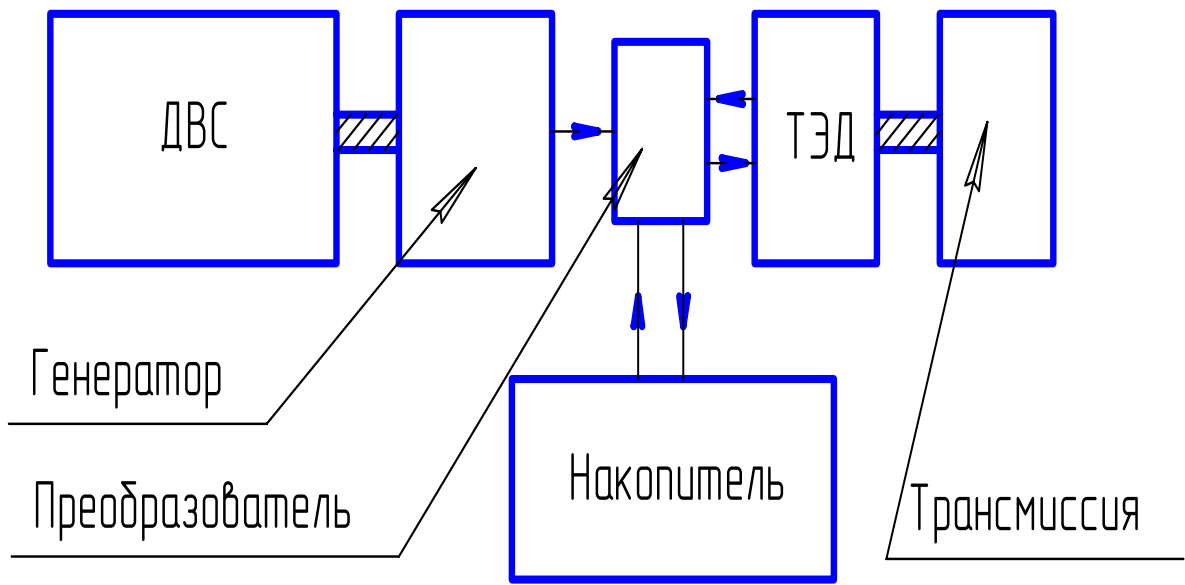 ДВС
ТЭД
Генератор
Преобразователь
Накопитель
Трансмиссия